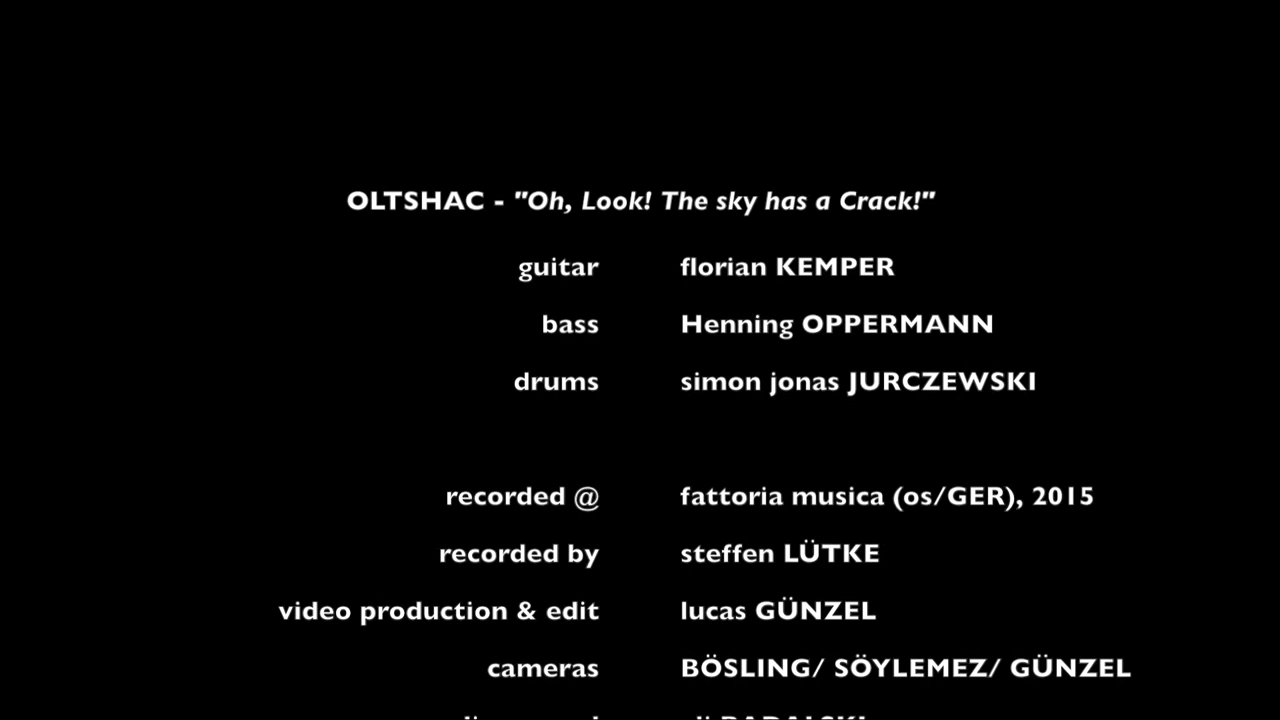 OLTSHAC - "Oh, Look! The sky has a Crack!"
guitar florian KEMPER
bass Henning OPPERMANN
drums simon jonas JURCZEWSKI
recorded @ fattoria musica (os/GER), 2015
recorded by steffen LÜTKE
video production & edit lucas GÜNZEL
cameras BÖSLING/ SÖYLEMEZ/ GÜNZEL